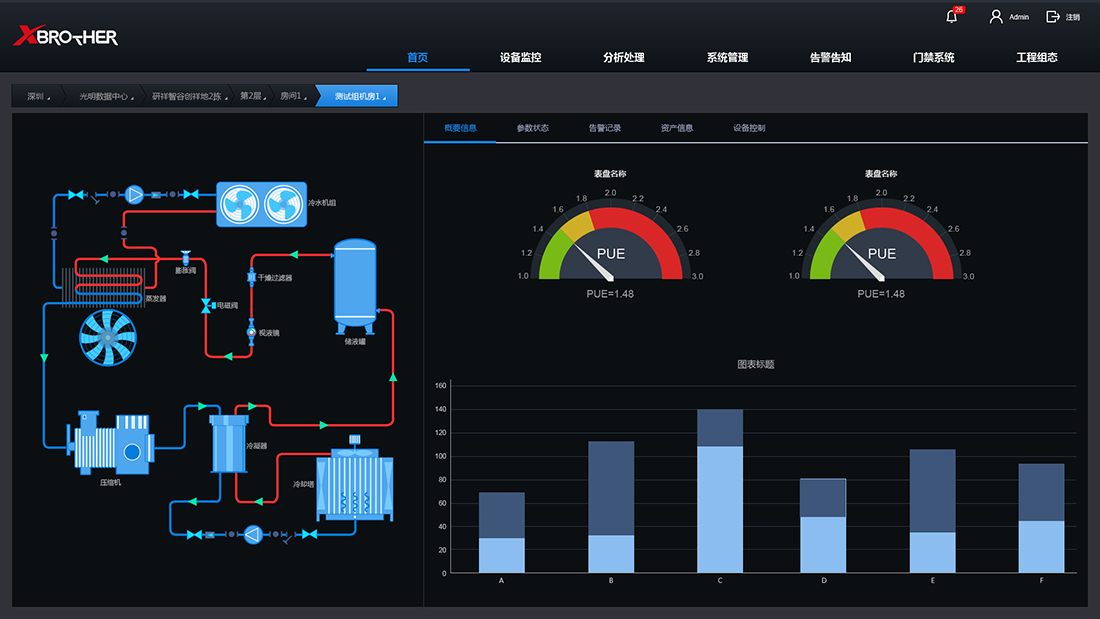 XBROTHER
26
Admin
注销
首页
设备监控
分析处理
系统管理
告警告知
门禁系统
工程组态
深圳
光明数据中心
研祥智谷创祥地2栋
第2层
房间1
测试组机房1
概要信息
参数状态
告警记录
资产信息
设备控制
冷水机组
膨胀阀
干燥过滤器
蒸发器
电磁阀
视液镜
储液罐
冷凝器
压缩机
冷却塔
表盘名称
1.0
1.2
1.4
1.6
1.8
2.0
2.2
2.4
2.6
2.8
3.0
PUE
PUE=1.48
表盘名称
1.0
1.2
1.4
1.6
1.8
2.0
2.2
2.4
2.6
2.8
3.0
PUE
PUE=1.48
图表标题
160
140
120
100
80
60
40
20
0
A
B
C
D
E
F